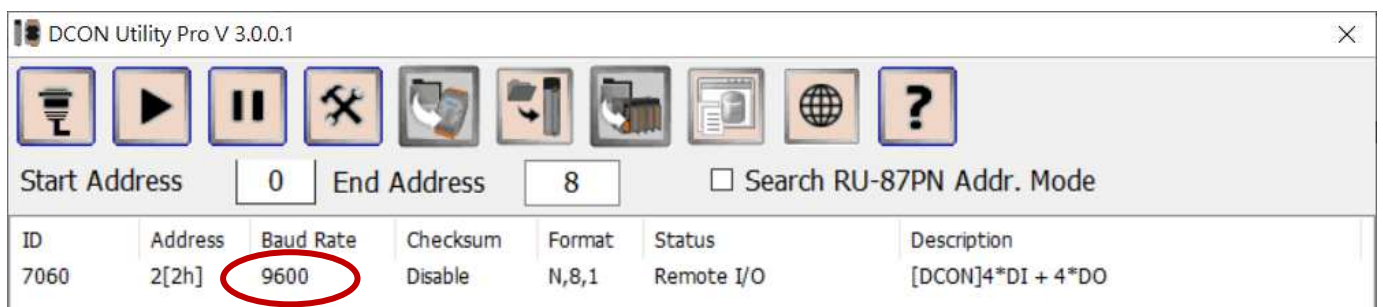 DCON Utility Pro V 3.0.0.1
?
Start Address 0 End Address 8 Search RU-87PN Addr. Mode
ID Address Baud Rate Checksum Format Status Description
7060 2[2h] 9600 Disable N,8,1 Remote I/O [DCON]4*DI + 4*DO